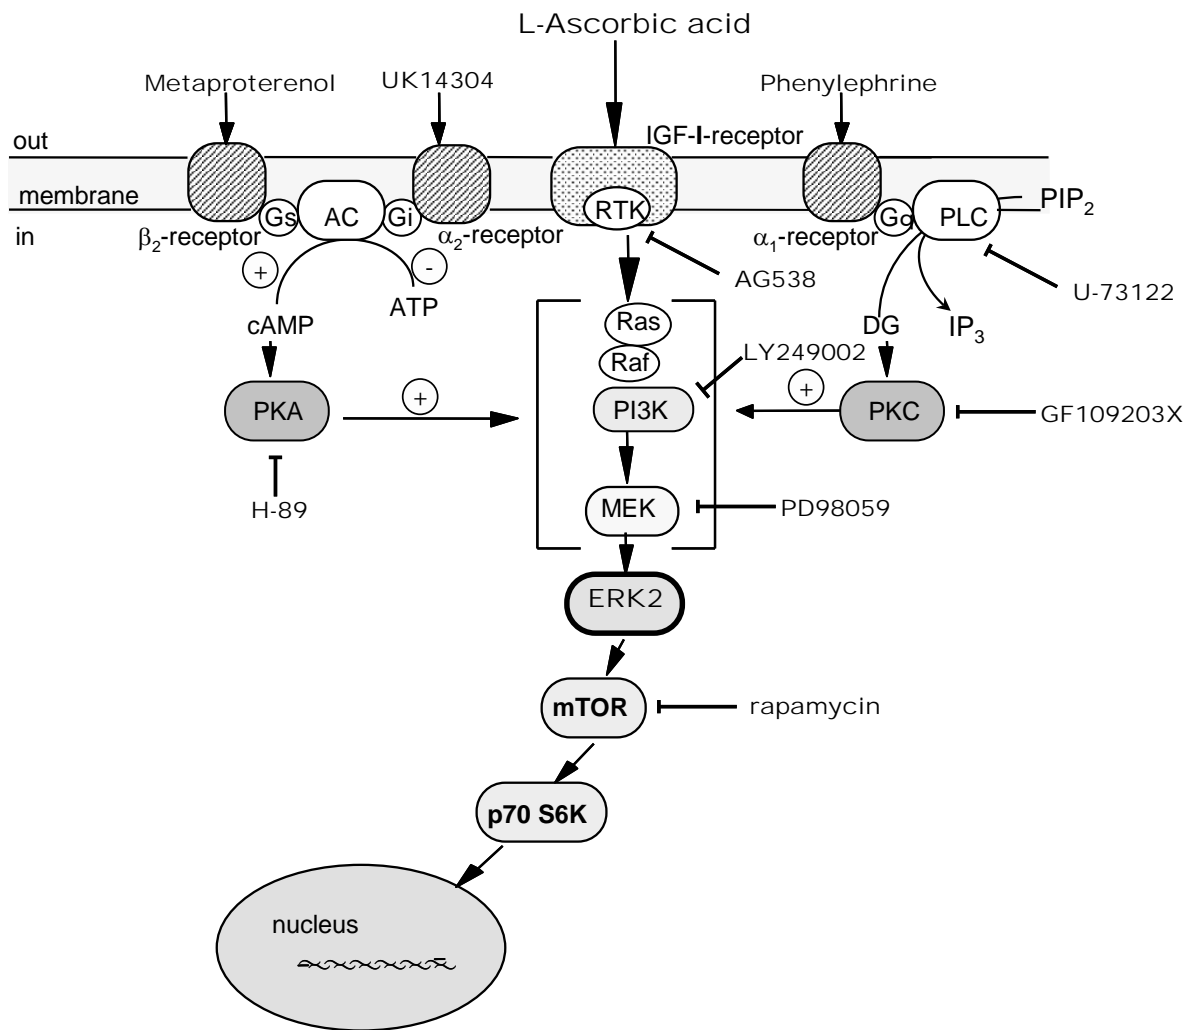 L-Ascorbic acid
Metaproterenol
UK14304
Phenylephrine
out
IGF-I-receptor
membrane
RTK
PIP2
Gs
AC
Gi
Gq
PLC
in
β2-receptor
α2-receptor
α1-receptor
+
-
AG538
U-73122
ATP
cAMP
Ras
DG
IP3
Raf
LY249002
PKA
+
PI3K
+
PKC
GF109203X
H-89
MEK
PD98059
ERK2
mTOR
rapamycin
p70 S6K
nucleus